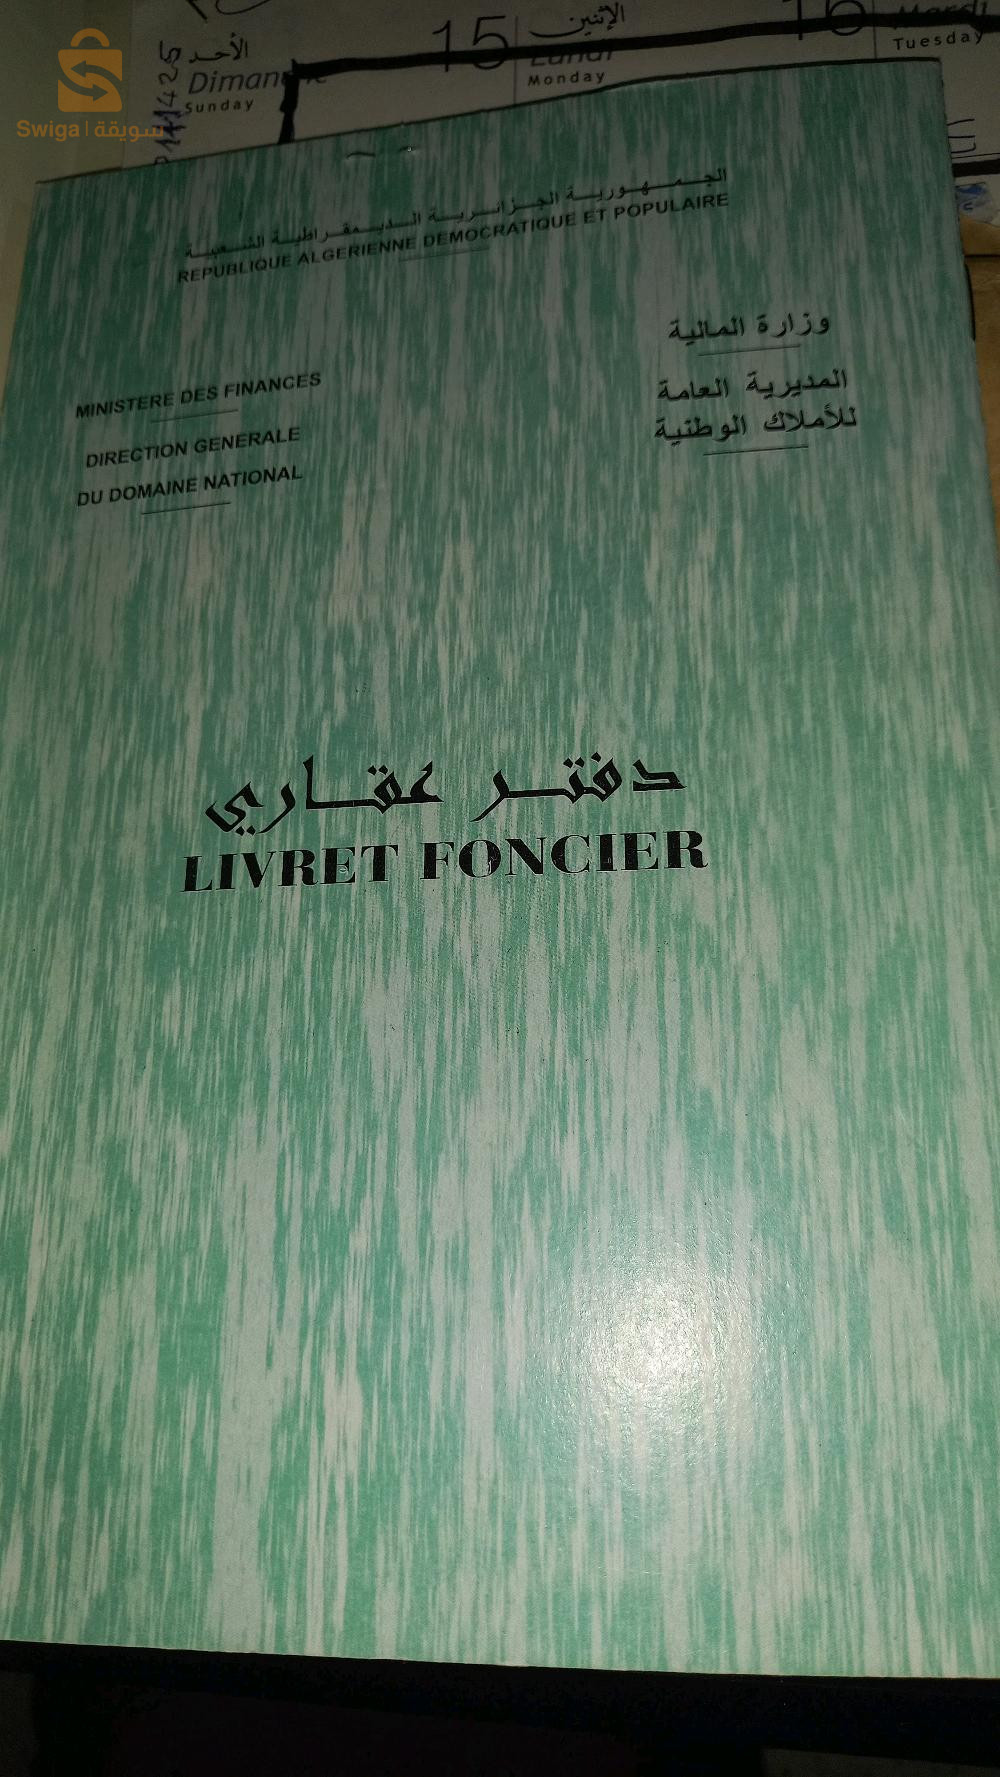 الأحد
Sunday
15
الإثنين
Lundi
Monday
Mardi
Tuesday
Swiga | سويقة
الجمهورية الجزائرية الديمقراطية الشعبية
REPUBLIQUE ALGERIENNE DEMOCRATIQUE ET POPULAIRE
وزارة المالية
المديرية العامة
للأملاك الوطنية
MINISTERE DES FINANCES
DIRECTION GENERALE
DU DOMAINE NATIONAL
دفتر عقاري
LIVRET FONCIER